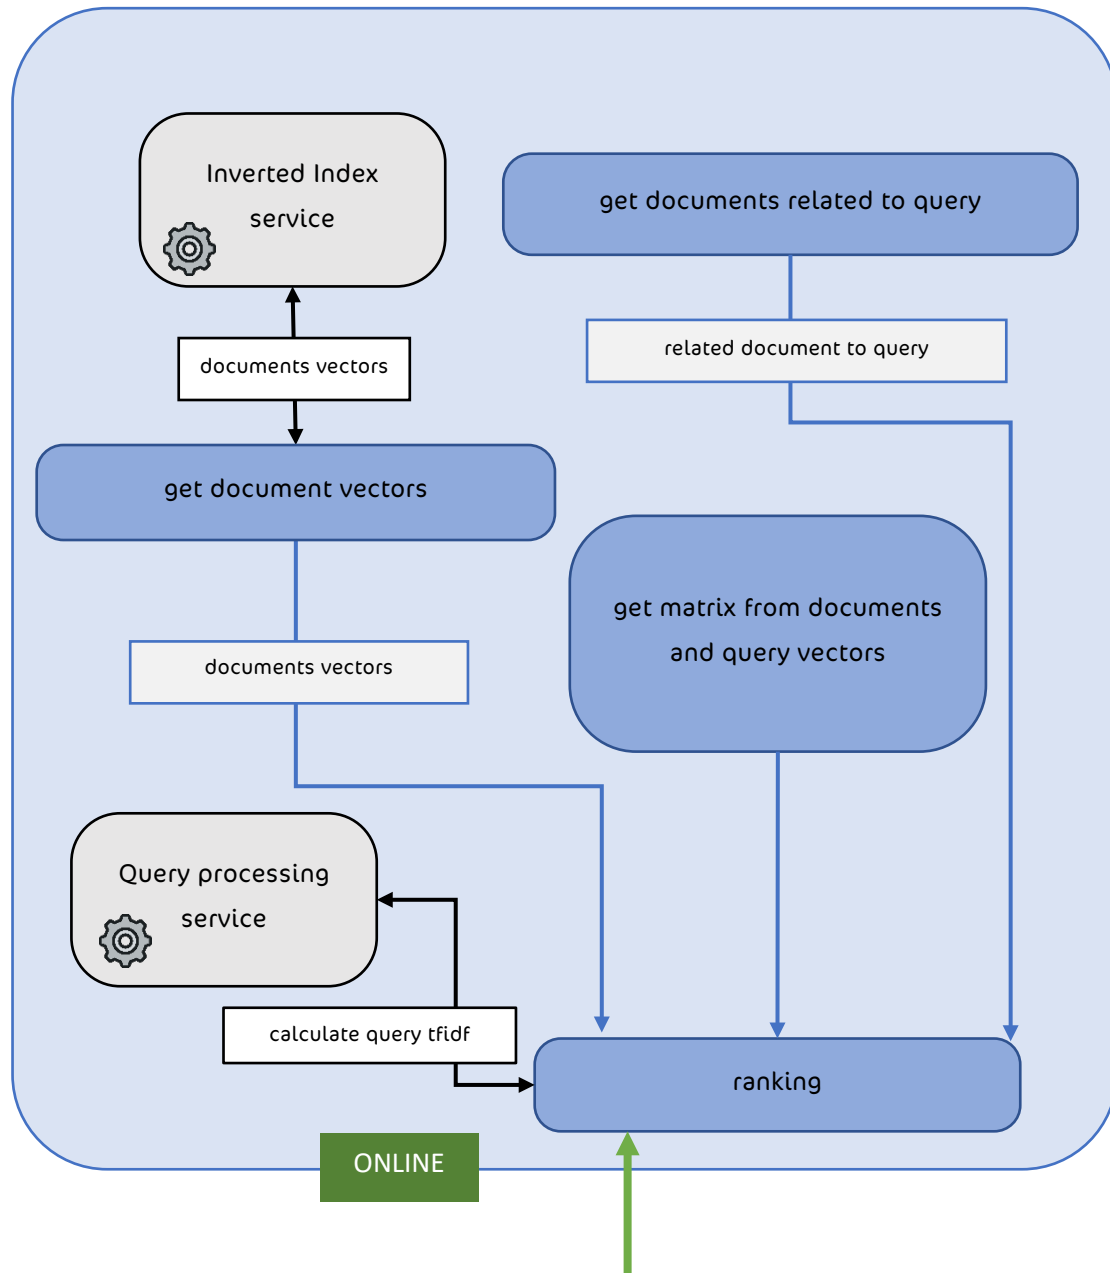 Inverted Index
service
get documents related to query
related document to query
documents vectors
get document vectors
get matrix from documents
and query vectors
documents vectors
Query processing
service
calculate query tfidf
ranking
ONLINE